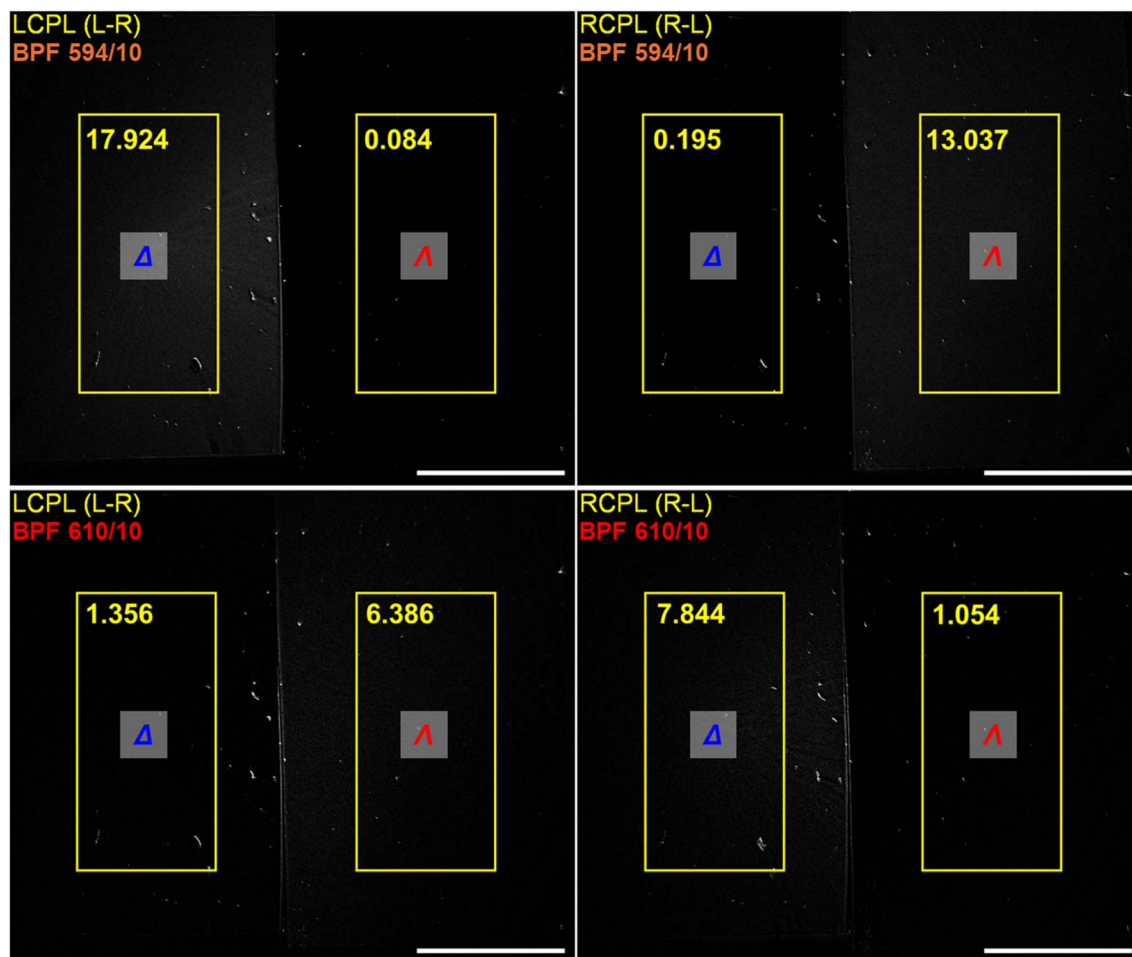 LCPL (L-R)
BPF 594/10
17.924
0.084
Δ
Λ
RCPL (R-L)
BPF 594/10
0.195
13.037
Δ
Λ
LCPL (L-R)
BPF 610/10
1.356
6.386
Δ
Λ
RCPL (R-L)
BPF 610/10
7.844
1.054
Δ
Λ